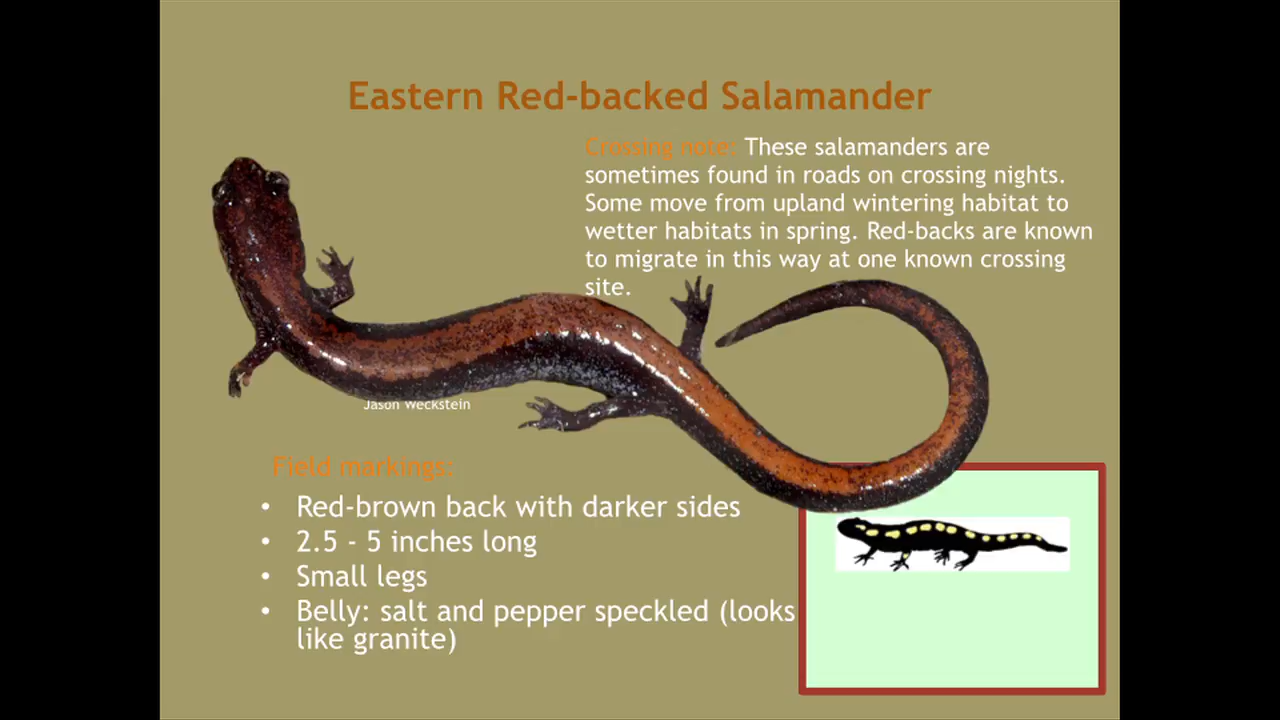 Eastern Red-backed Salamander
Crossing note: These salamanders are
sometimes found in roads on crossing nights.
Some move from upland wintering habitat to
wetter habitats in spring. Red-backs are known
to migrate in this way at one known crossing
site.
Jason Weckstein
Field markings:
• Red-brown back with darker sides
• 2.5 - 5 inches long
• Small legs
• Belly: salt and pepper speckled (looks
like granite)